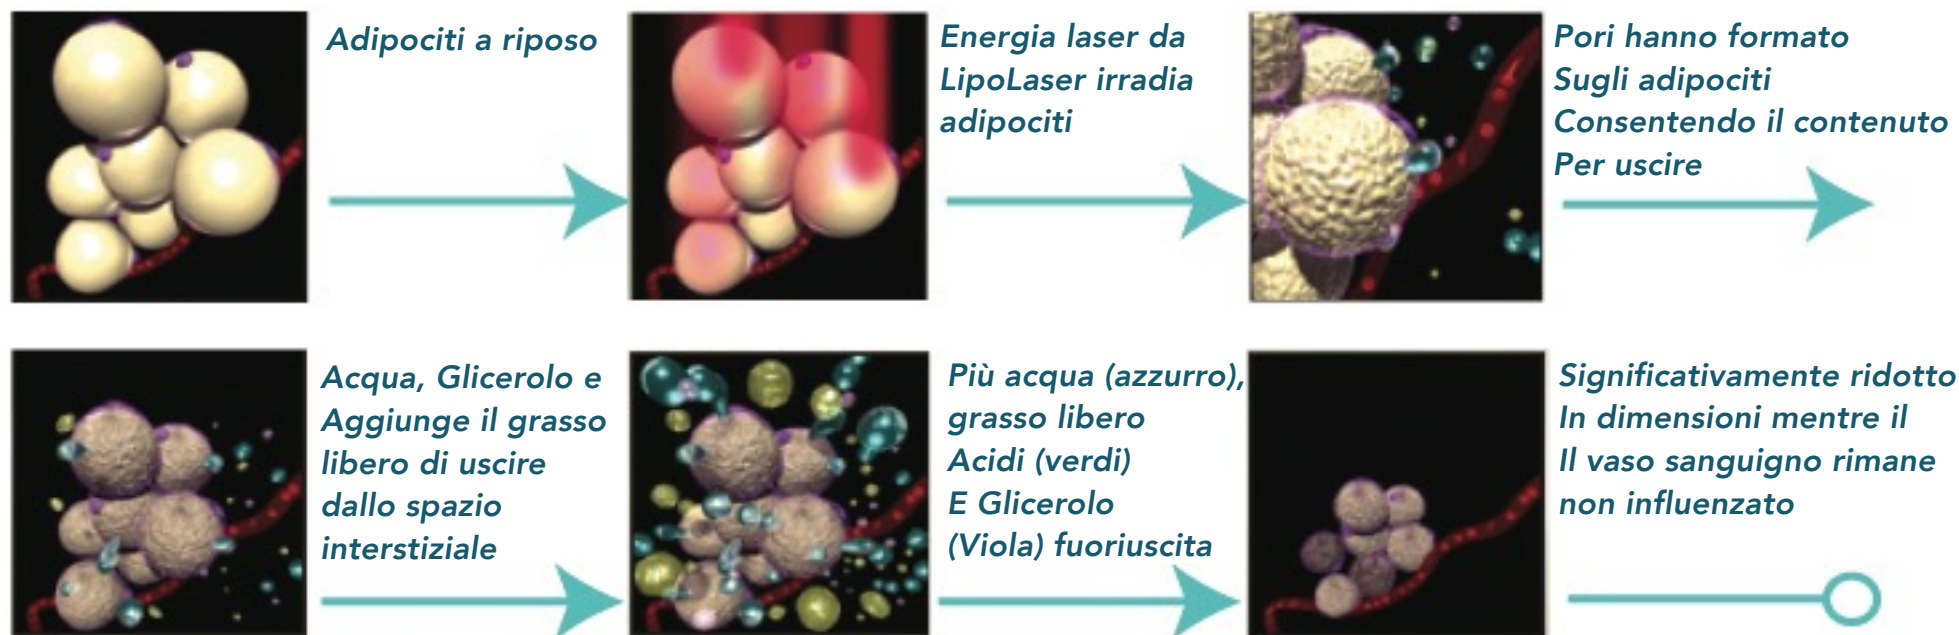 Adipociti a riposo
Energia laser da
LipoLaser irradia
adipociti
Pori hanno formato
Sugli adipociti
Consentendo il contenuto
Per uscire
Acqua, Glicerolo e
Aggiunge il grasso
libero di uscire
dallo spazio
interstiziale
Più acqua (azzurro),
grasso libero
Acidi (verdi)
E Glicerolo
(Viola) fuoriuscita
Significativamente ridotto
In dimensioni mentre il
Il vaso sanguigno rimane
non influenzato